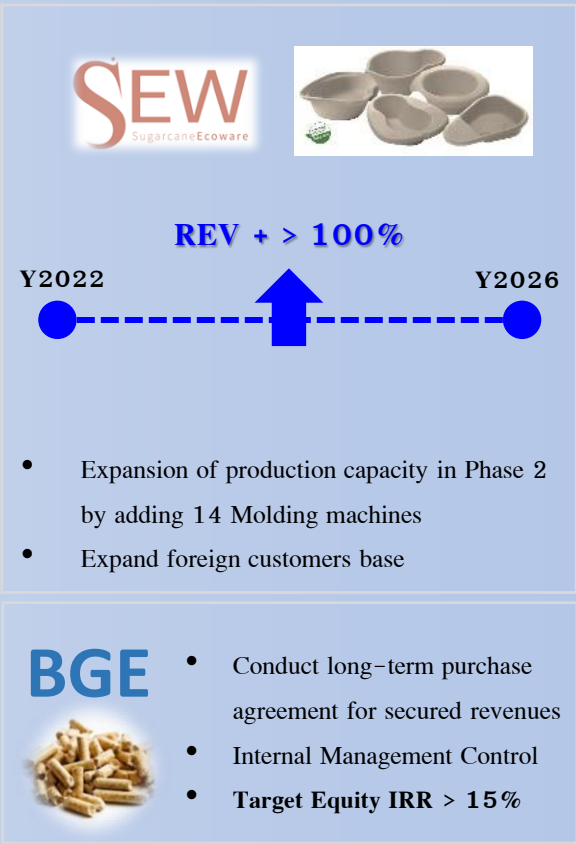 SEW
SugarcaneEcoware
REV + > 100%
Y2022
Y2026
• Expansion of production capacity in Phase 2
by adding 14 Molding machines
• Expand foreign customers base
BGE
• Conduct long-term purchase
agreement for secured revenues
• Internal Management Control
• Target Equity IRR > 15%